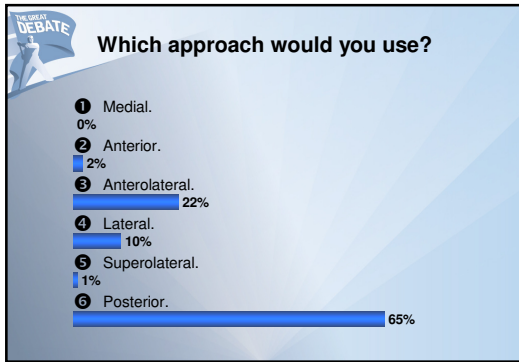 THE GREAT
DEBATE
Which approach would you use?
❶ Medial.
0%
❷ Anterior.
2%
❸ Anterolateral.
22%
❹ Lateral.
10%
❺ Superolateral.
1%
❻ Posterior.
65%